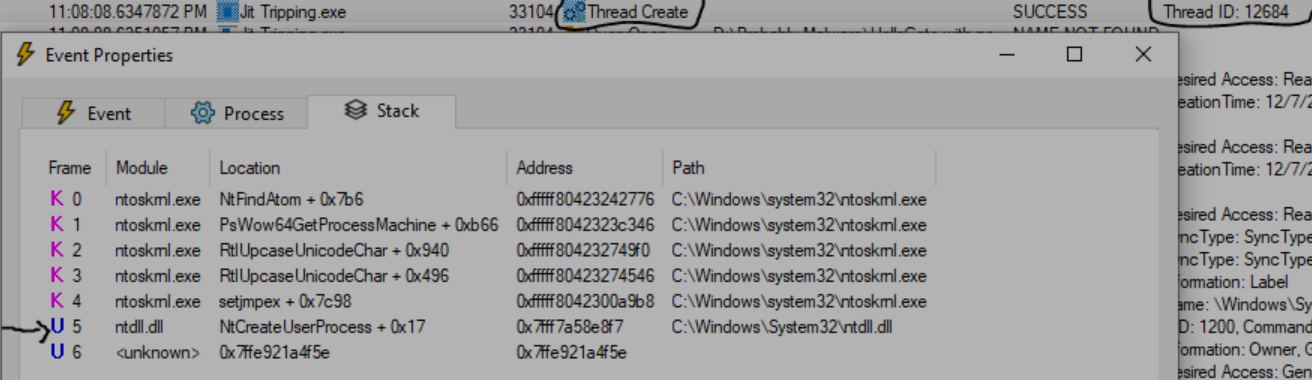 11:08:08.6347872 PM Jit Tripping.exe 33104 Thread Create SUCCESS Thread ID: 12684
Event Properties
Event Process Stack
Frame Module Location Address Path
K 0 ntoskrnl.exe NtFindAtom + 0x7b6 0xfffff80423242776 C:\Windows\system32\ntoskrnl.exe
K 1 ntoskrnl.exe PsWow64GetProcessMachine + 0xb66 0xfffff8042323c346 C:\Windows\system32\ntoskrnl.exe
K 2 ntoskrnl.exe RtlUpcaseUnicodeChar + 0x940 0xfffff804232749f0 C:\Windows\system32\ntoskrnl.exe
K 3 ntoskrnl.exe RtlUpcaseUnicodeChar + 0x496 0xfffff80423274546 C:\Windows\system32\ntoskrnl.exe
K 4 ntoskrnl.exe setjmpex + 0x7c98 0xfffff8042300a9b8 C:\Windows\system32\ntoskrnl.exe
U 5 ntdll.dll NtCreateUserProcess + 0x17 0x7fff7a58e8f7 C:\Windows\System32\ntdll.dll
U 6 <unknown> 0x7ffe921a4f5e 0x7ffe921a4f5e
esired Access: Rea
eationTime: 12/7/2
esired Access: Rea
eationTime: 12/7/2
esired Access: Rea
ncType: SyncType
ncType: SyncType
formation: Label
ame: \Windows\Sy
D: 1200, Command
formation: Owner, G
esired Access: Gen